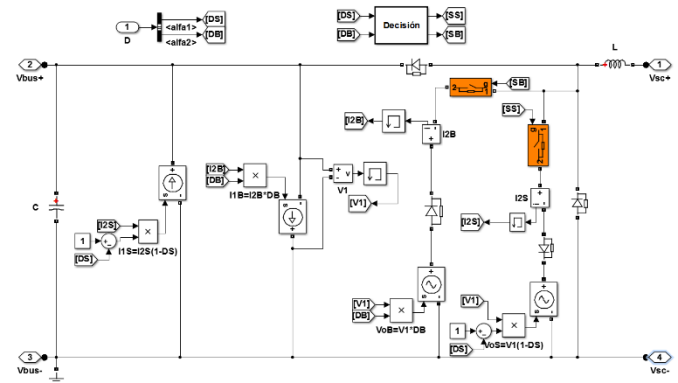 1
D
<alfa1>
<alfa2>
[DS]
[DB]
[DS]
[DB]
Decisión
[SS]
[SB]
2
Vbus+
L
1
Vsc+
[SB]
[SS]
[I2B]
I2B
I2S
[I2S]
[I2B]
[DB]
I1B=I2B*DB
V1
[V1]
C
[I2S]
1
[DS]
I1S=I2S(1-DS)
[V1]
[DB]
VoB=V1*DB
[V1]
1
[DS]
VoS=V1(1-DS)
3
Vbus-
4
Vsc-